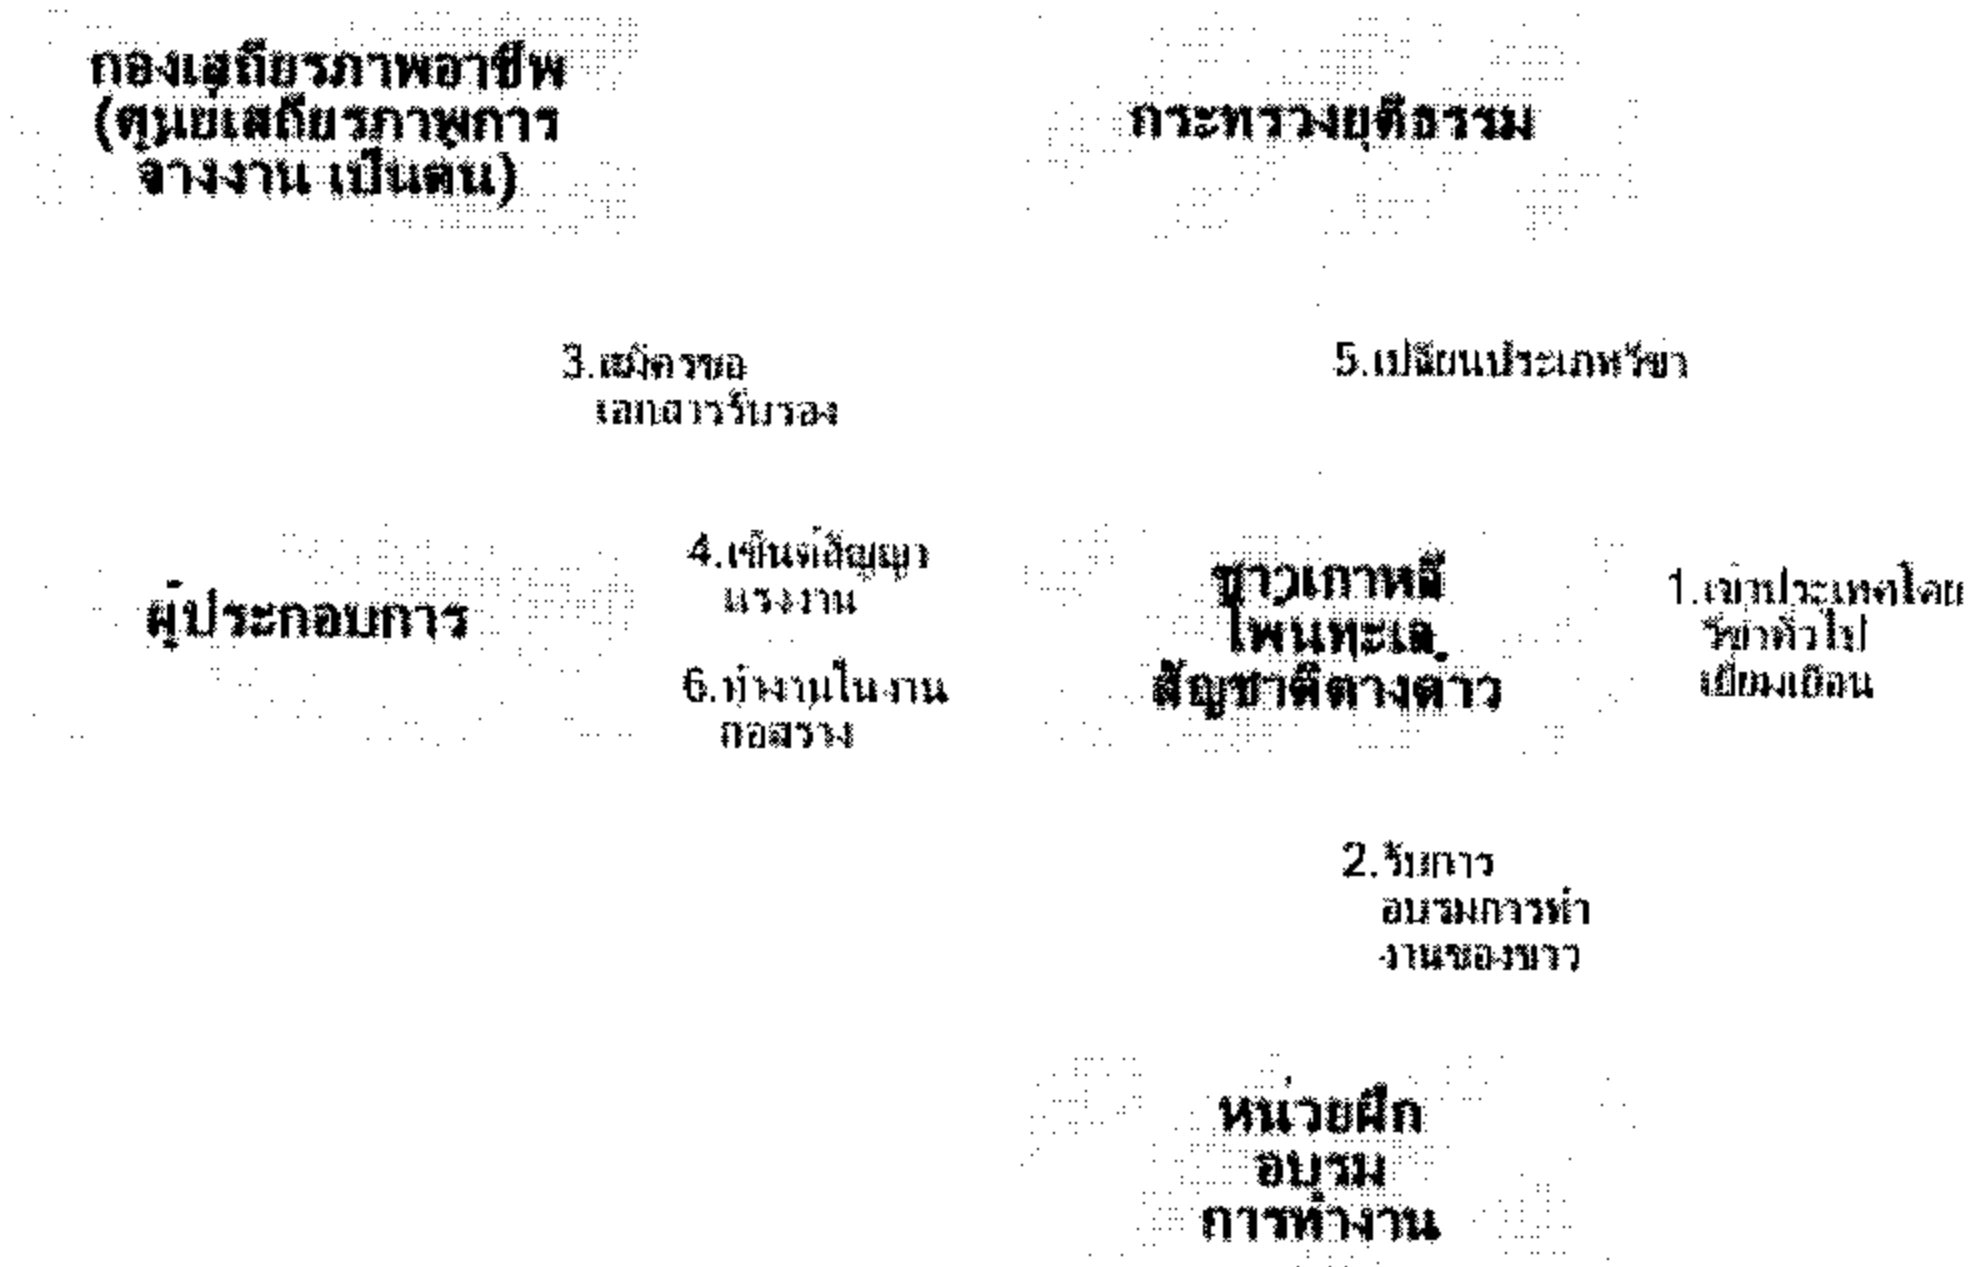 กองเสถียรภาพอาชีพ
(ศูนย์เสถียรภาพการ
จ้างงาน เป็นต้น)
กระทรวงยุติธรรม
3.สมัครขอ
เอกสารรับรอง
5.เปลี่ยนประเภทวีซ่า
ผู้ประกอบการ
4.เซ็นต์สัญญา
แรงงาน
6.ทำงานในงาน
ก่อสร้าง
ชาวเกาหลี
โพ้นทะเล
สัญชาติต่างด้าว
1.เข้าประเทศโดย
วีซ่าทั่วไป
เยี่ยมเยือน
2.รับการ
อบรมการทำ
งานของชาว
หน่วยฝึก
อบรม
การทำงาน